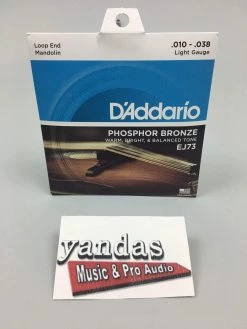 Loop End
Mandolin
.010 - .038
Light Gauge
D'Addario
PHOSPHOR BRONZE
WARM, BRIGHT, & BALANCED TONE
EJ73
yandas
Music & Pro Audio